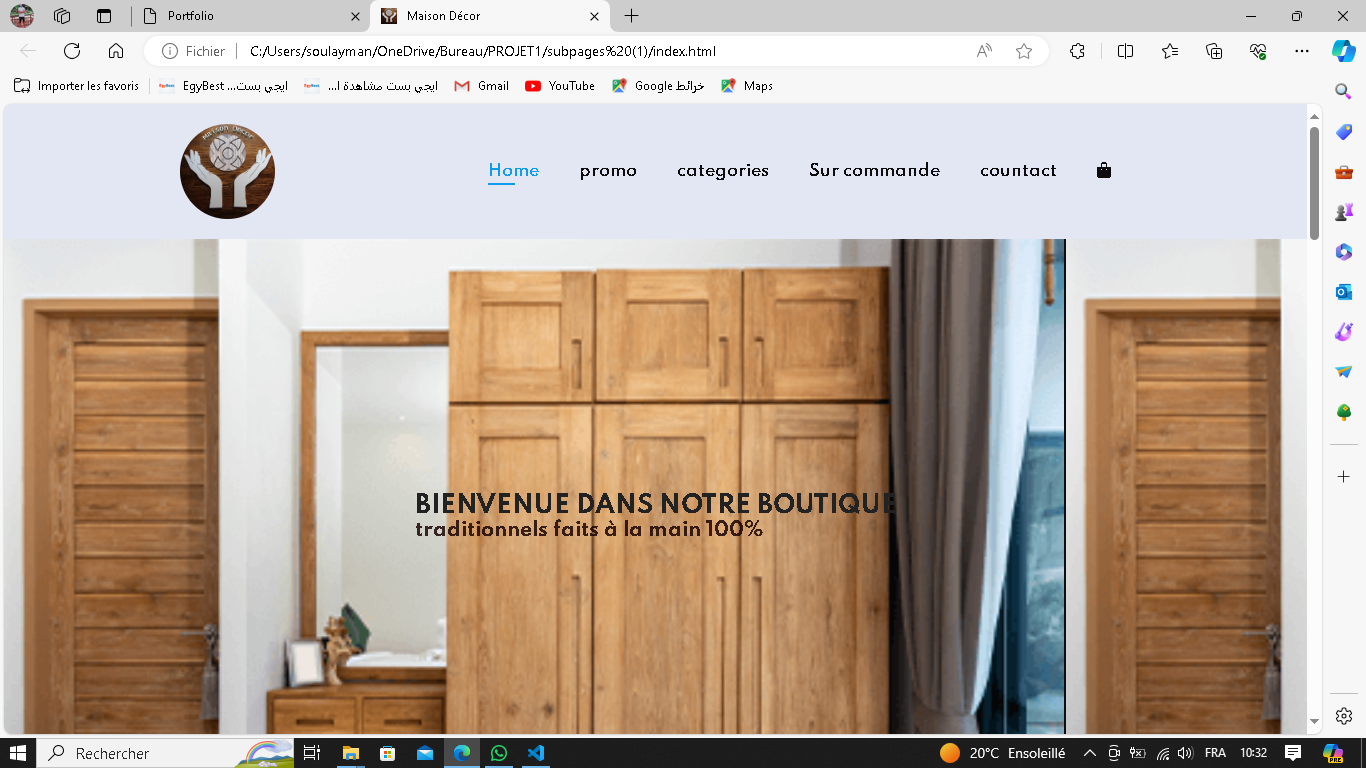 Portfolio
Maison Décor
Fichier
C:/Users/soulayman/OneDrive/Bureau/PROJET1/subpages%20(1)/index.html
Importer les favoris
EgyBest ...ايجي بست
ايجي بست مشاهدة ا...
Gmail
YouTube
خرائط Google
Maps
Maison Decor
Home
promo
categories
Sur commande
countact
BIENVENUE DANS NOTRE BOUTIQUE
traditionnels faits à la main 100%
Rechercher
20°C Ensoleillé
FRA
10:32
PRE